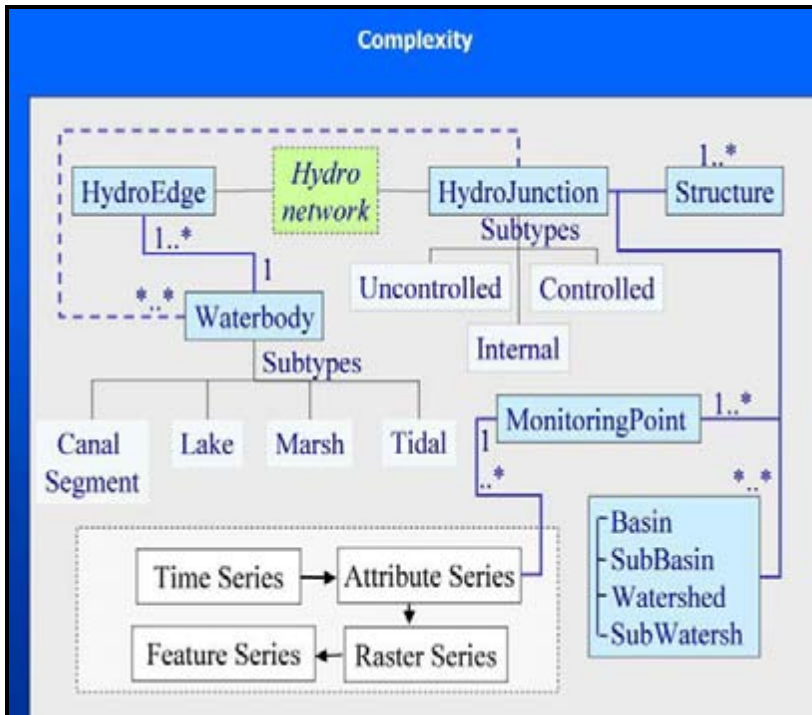 Complexity
1..*
HydroEdge
Hydro
network
HydroJunction
Structure
Subtypes
1..*
1
Uncontrolled
Controlled
*..*
Waterbody
Internal
Subtypes
Canal
Segment
Lake
Marsh
Tidal
MonitoringPoint
1..*
1
..*
*..*
Basin
SubBasin
Watershed
SubWatersh
Time Series
Attribute Series
Feature Series
Raster Series